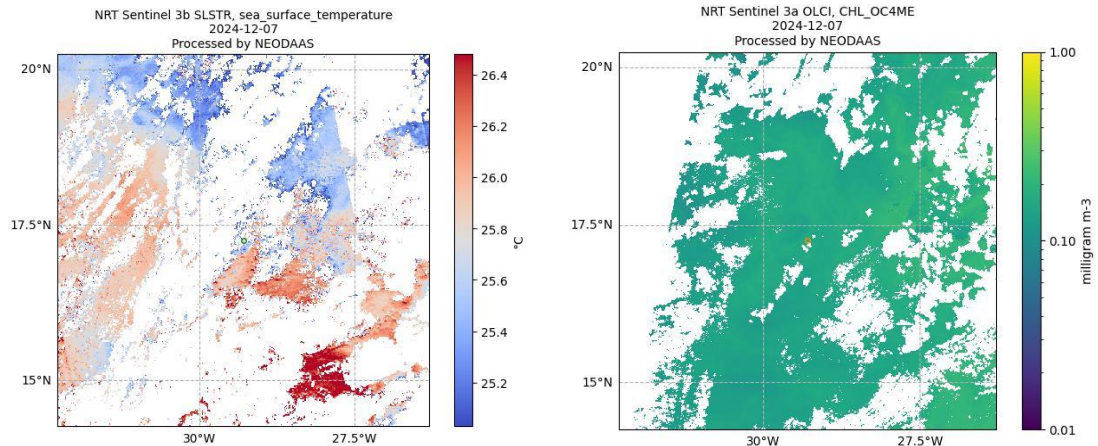 NRT Sentinel 3b SLSTR, sea_surface_temperature
2024-12-07
Processed by NEODAAS
20°N
17.5°N
15°N
30°W
27.5°W
26.4
26.2
26.0
25.8
25.6
25.4
25.2
°C
NRT Sentinel 3a OLCI, CHL_OC4ME
2024-12-07
Processed by NEODAAS
20°N
17.5°N
15°N
30°W
27.5°W
1.00
0.10
0.01
milligram m-3